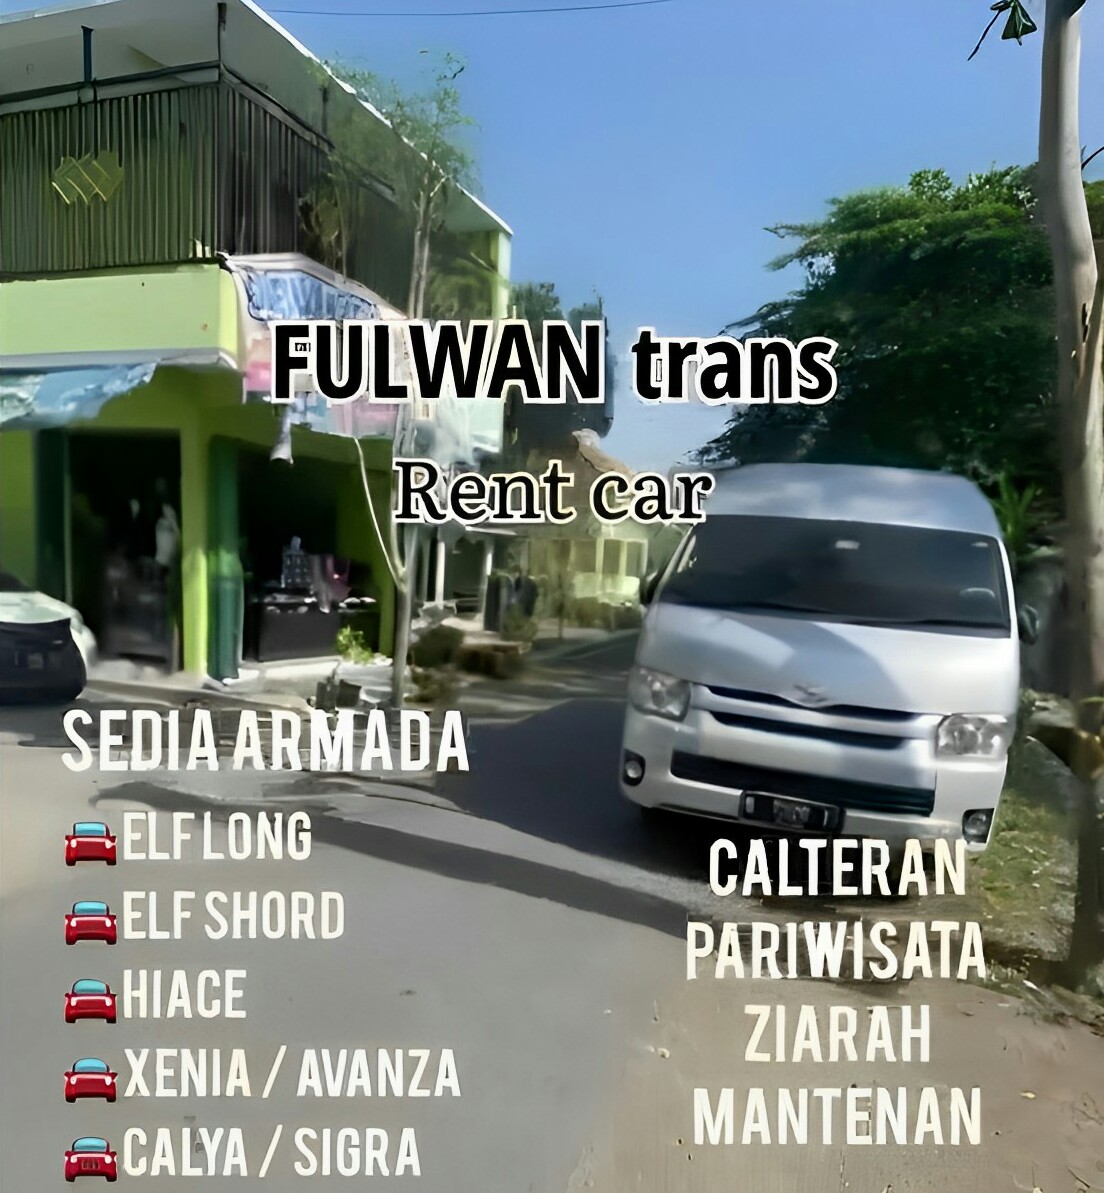 FULWAN trans
Rent car
SEDIA ARMADA
ELF LONG
ELF SHORD
HIACE
XENIA / AVANZA
CALYA / SIGRA
CALTERAN
PARIWISATA
ZIARAH
MANTENAN